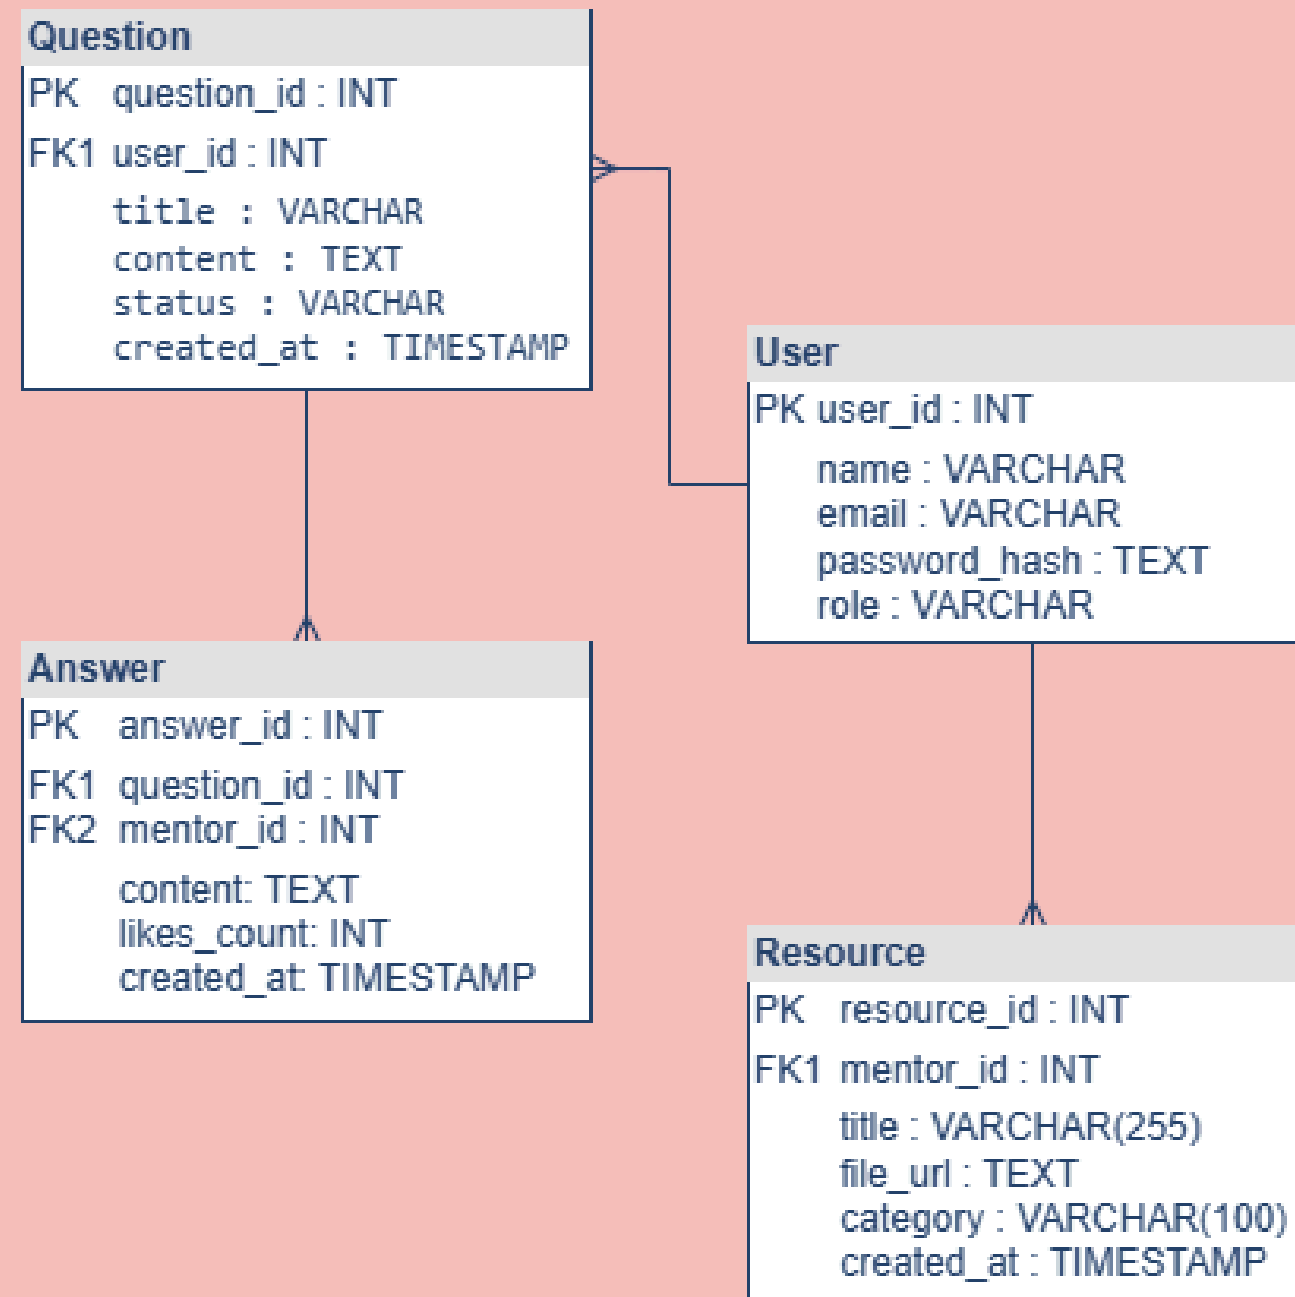 Question
PK question_id : INT
FK1 user_id : INT
title : VARCHAR
content : TEXT
status : VARCHAR
created_at : TIMESTAMP
User
PK user_id : INT
name : VARCHAR
email : VARCHAR
password_hash : TEXT
role : VARCHAR
Answer
PK answer_id : INT
FK1 question_id : INT
FK2 mentor_id : INT
content: TEXT
likes_count: INT
created_at: TIMESTAMP
Resource
PK resource_id : INT
FK1 mentor_id : INT
title : VARCHAR(255)
file_url : TEXT
category : VARCHAR(100)
created_at : TIMESTAMP